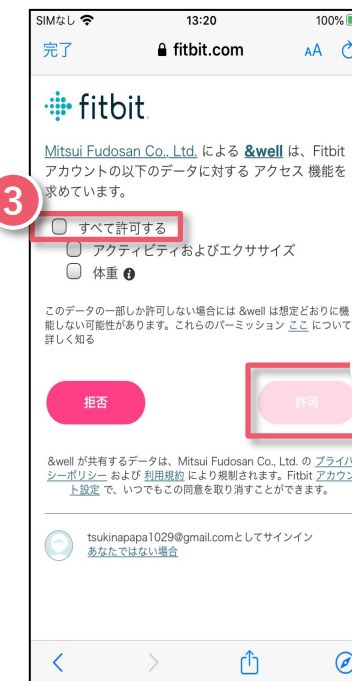 SIMなし 13:20 100%
完了 fitbit.com AA
fitbit.
Mitsui Fudosan Co., Ltd. による &well は、Fitbit
アカウントの以下のデータに対する アクセス 機能を
求めています。
3
すべて許可する
アクティビティおよびエクササイズ
体重
このデータの一部しか許可しない場合には &well は想定どおりに機
能しない可能性があります。これらのパーミッション ここ について
詳しく知る
拒否 許可
&well が共有するデータは、Mitsui Fudosan Co., Ltd. の プライバ
シーポリシー および 利用規約 により規制されます。Fitbit アカウン
ト設定 で、いつでもこの同意を取り消すことができます。
tsukinapapa1029@gmail.comとしてサインイン
あなたではない場合